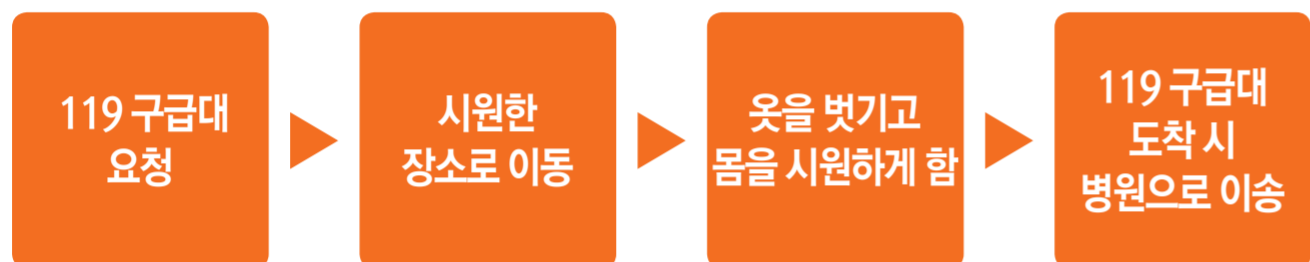 119 구급대
요청
시원한
장소로 이동
옷을 벗기고
몸을 시원하게 함
119 구급대
도착 시
병원으로 이송